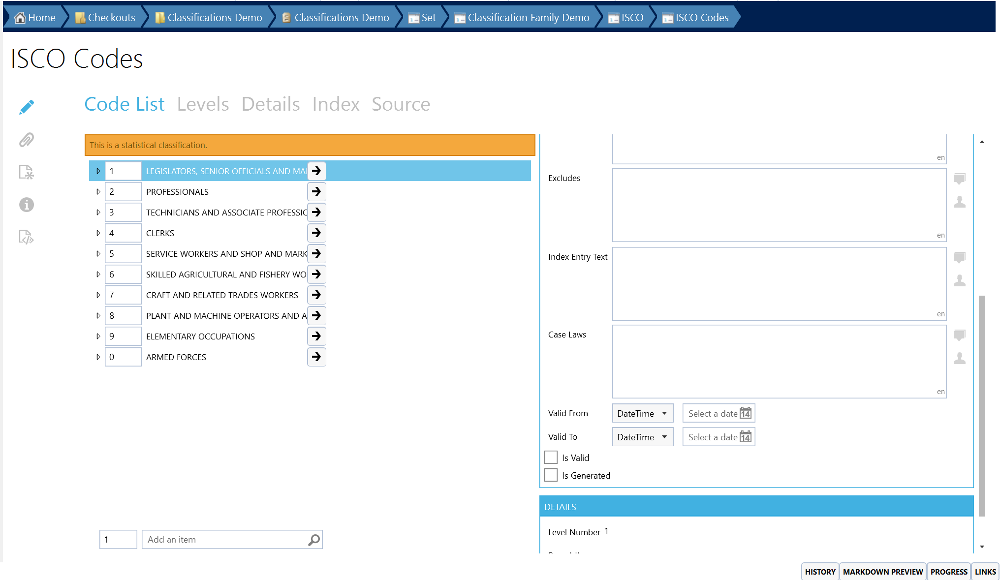 Home Checkouts Classifications Demo Classifications Demo Set Classification Family Demo ISCO ISCO Codes
ISCO Codes
Code List Levels Details Index Source
This is a statistical classification.
1 LEGISLATORS, SENIOR OFFICIALS AND
2 PROFESSIONALS
3 TECHNICIANS AND ASSOCIATE PROFESSIC
4 CLERKS
5 SERVICE WORKERS AND SHOP AND MARK
6 SKILLED AGRICULTURAL AND FISHERY WO
7 CRAFT AND RELATED TRADES WORKERS
8 PLANT AND MACHINE OPERATORS AND A
9 ELEMENTARY OCCUPATIONS
0 ARMED FORCES
1 Add an item
en
Excludes
en
Index Entry Text
en
Case Laws
en
Valid From DateTime Select a date 14
Valid To DateTime Select a date 14
Is Valid
Is Generated
DETAILS
Level Number 1
HISTORY MARKDOWN PREVIEW PROGRESS LINKS